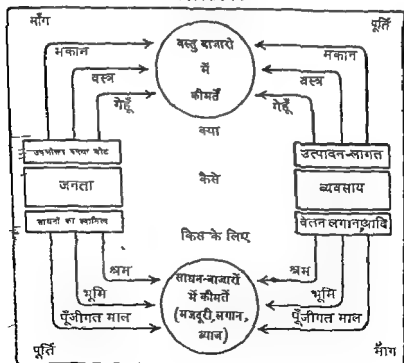 माँग
पूर्ति
मकान
वस्त्र
गेहूँ
वस्तु बाजारों
में
कीमतें
मकान
वस्त्र
गेहूँ
क्या
उत्पादन-लागत
जनता
कैसे
व्यवसाय
साधनों का स्वामित्व
वेतन लगान,आदि
किस के लिए
श्रम
भूमि
पूँजीगत माल
साधन-बाजारों
में कीमतें
(मजदूरी,लगान,
ब्याज)
श्रम
भूमि
पूँजीगत माल
पूर्ति
माँग